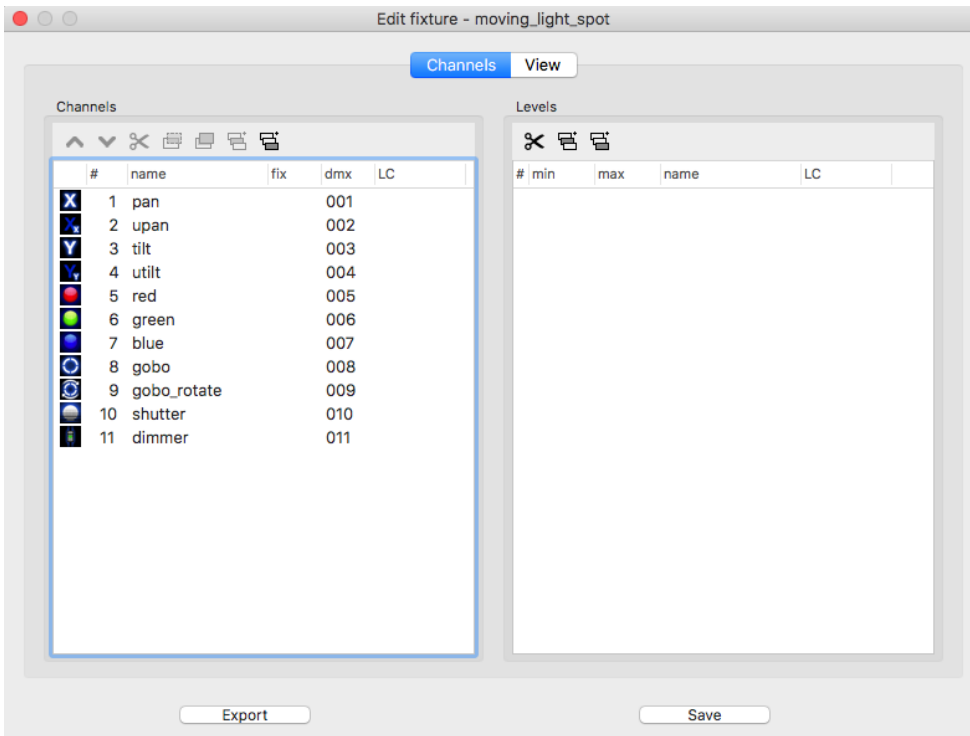 Edit fixture - moving_light_spot
Channels View
Channels
# name fix dmx LC
1 pan 001
2 upan 002
3 tilt 003
4 utilt 004
5 red 005
6 green 006
7 blue 007
8 gobo 008
9 gobo_rotate 009
10 shutter 010
11 dimmer 011
Levels
# min max name LC
Export
Save